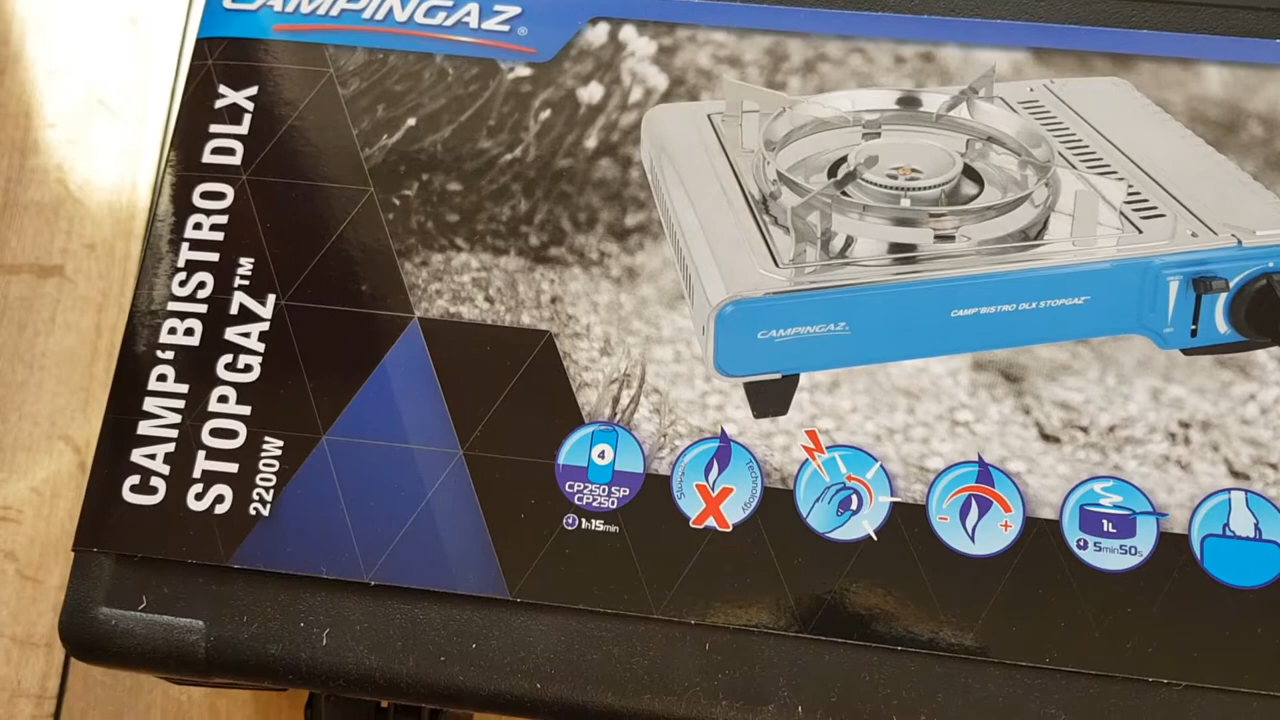 CAMPINGAZ®
CAMP'BISTRO DLX
STOPGAZ™
2200W
CAMPINGAZ®
CAMP'BISTRO DLX STOPGAZ™
4
CP250 SP
CP250
1h15min
Stopgaz
Technology
- +
1L
5min50s